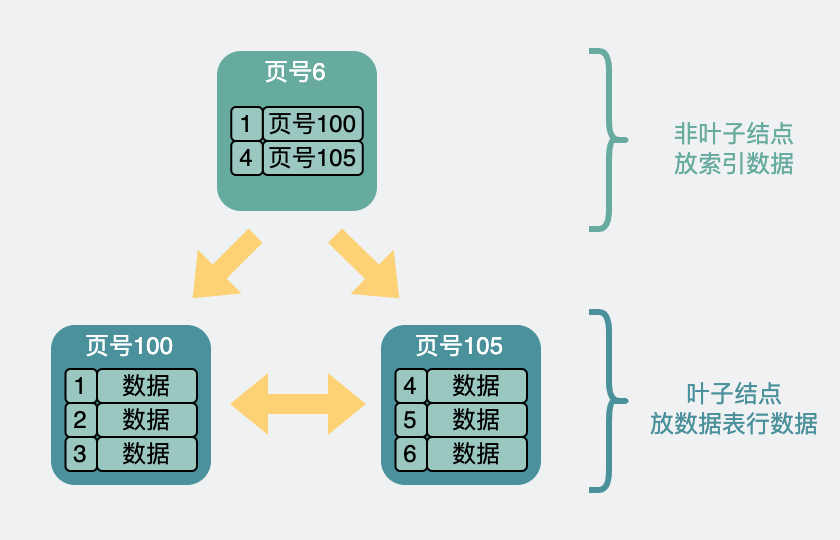 页号6
1 页号100
4 页号105
非叶子结点
放索引数据
页号100
1 数据
2 数据
3 数据
页号105
4 数据
5 数据
6 数据
叶子结点
放数据表行数据